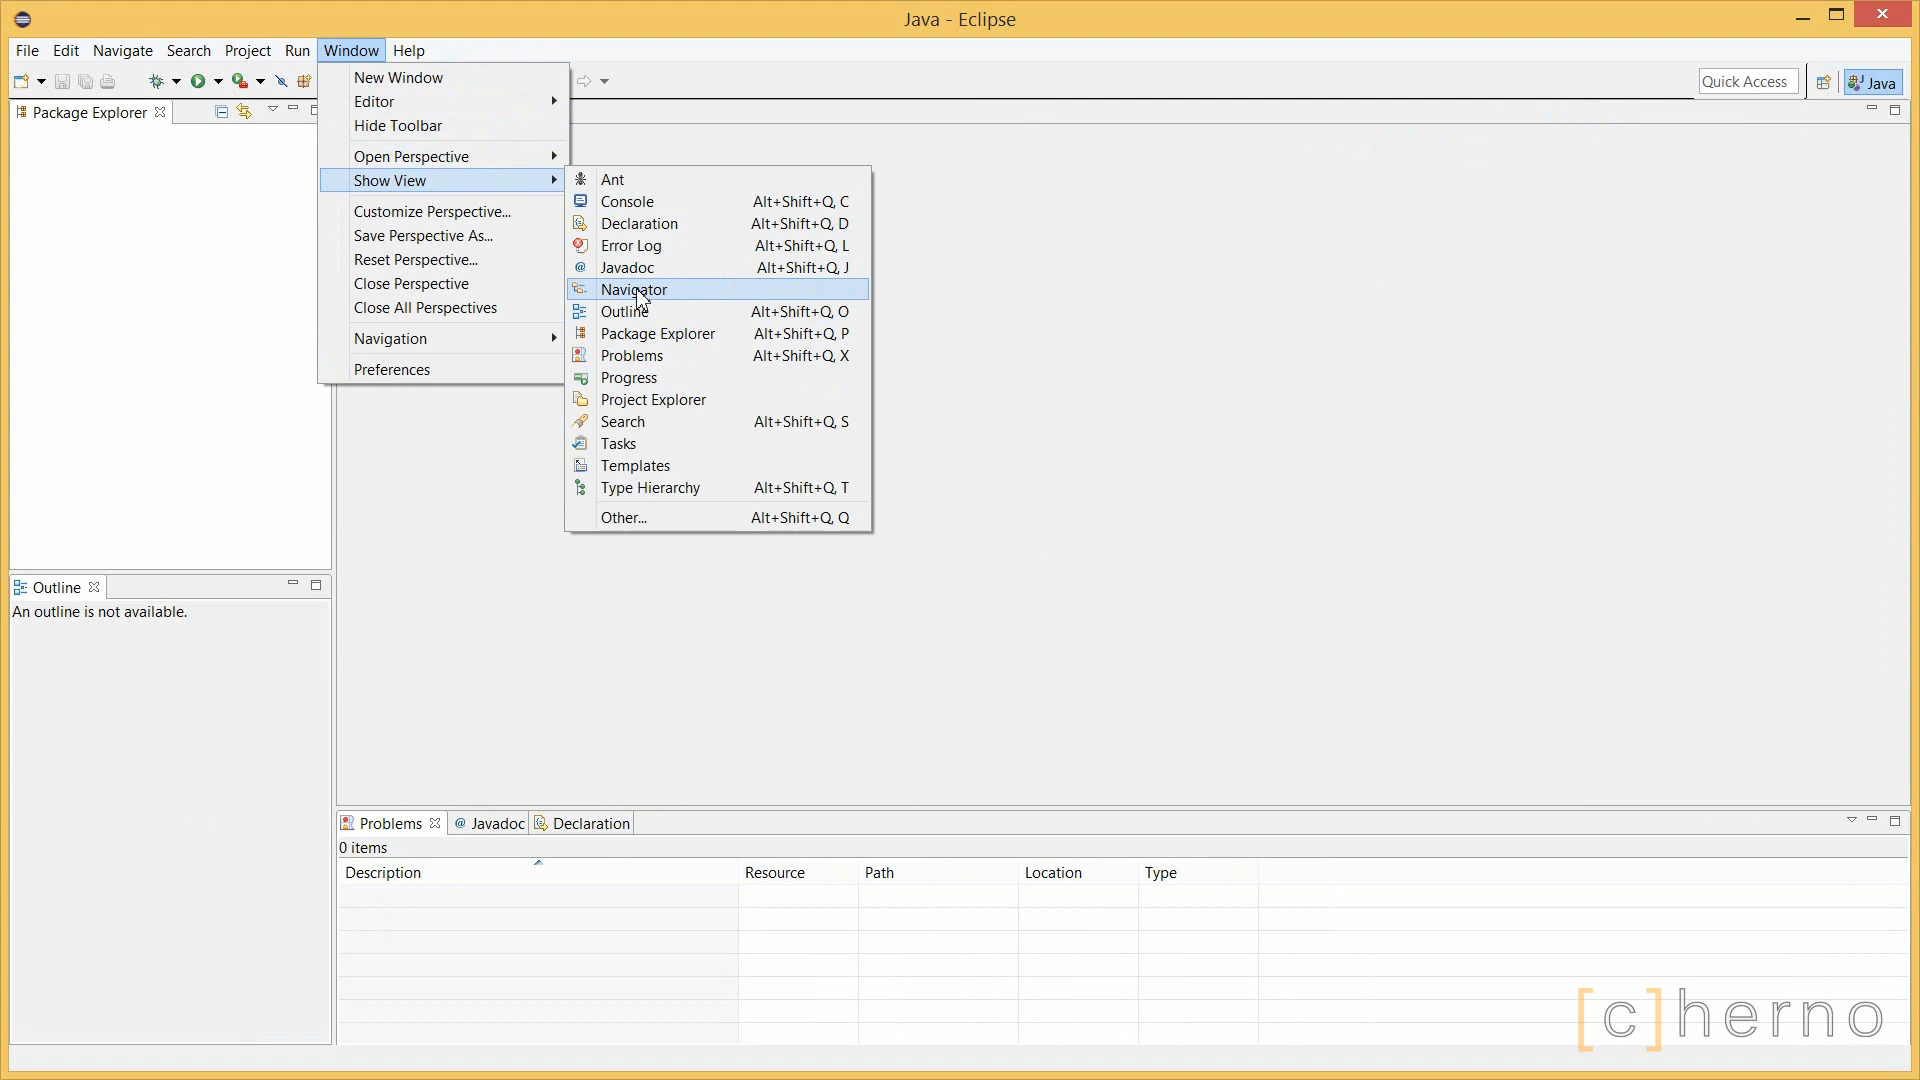 Java - Eclipse
File Edit Navigate Search Project Run Window Help
Quick Access
Java
Package Explorer
New Window
Editor
Hide Toolbar
Open Perspective
Show View
Customize Perspective...
Save Perspective As...
Reset Perspective...
Close Perspective
Close All Perspectives
Navigation
Preferences
Ant
Console Alt+Shift+Q, C
Declaration Alt+Shift+Q, D
Error Log Alt+Shift+Q, L
Javadoc Alt+Shift+Q, J
Navigator
Outline Alt+Shift+Q, O
Package Explorer Alt+Shift+Q, P
Problems Alt+Shift+Q, X
Progress
Project Explorer
Search Alt+Shift+Q, S
Tasks
Templates
Type Hierarchy Alt+Shift+Q, T
Other... Alt+Shift+Q, Q
Outline
An outline is not available.
Problems @ Javadoc Declaration
0 items
Description Resource Path Location Type
[c]herno